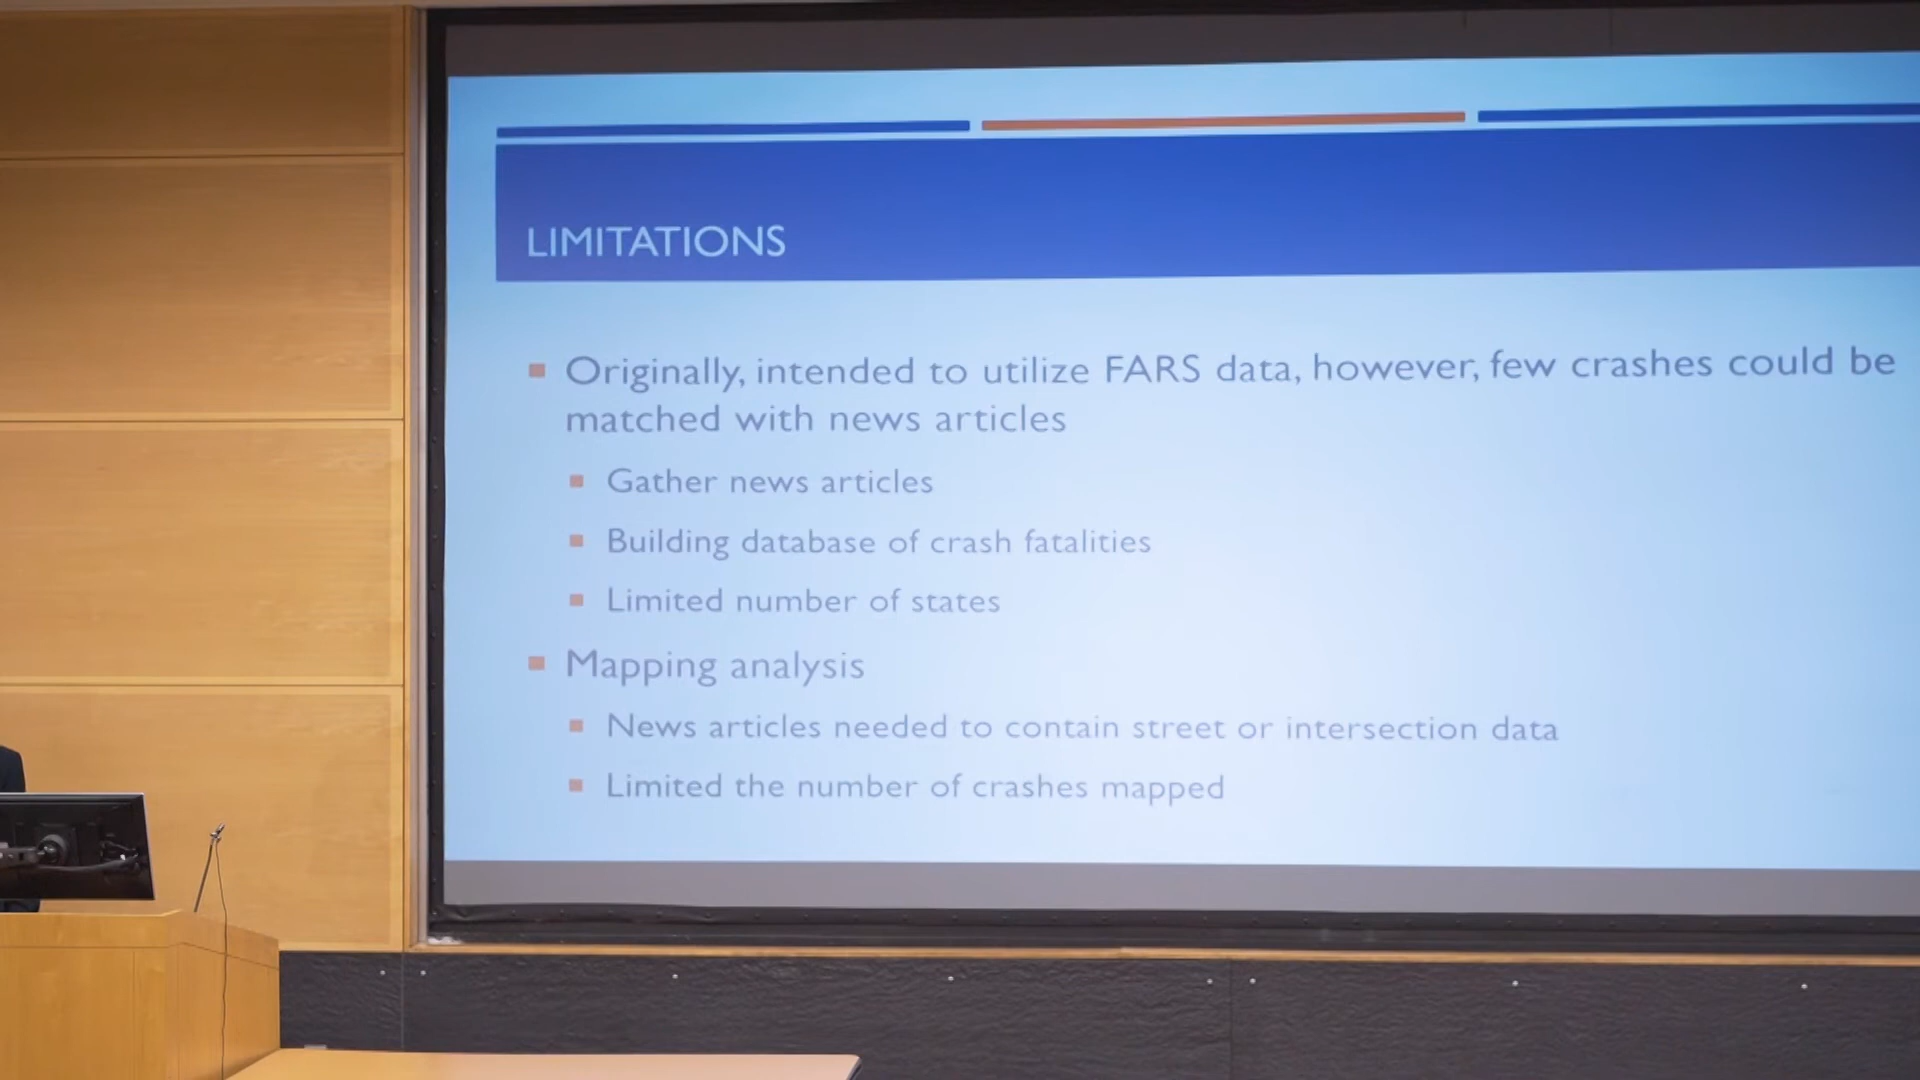 LIMITATIONS
Originally, intended to utilize FARS data, however, few crashes could be
matched with news articles
Gather news articles
Building database of crash fatalities
Limited number of states
Mapping analysis
News articles needed to contain street or intersection data
Limited the number of crashes mapped